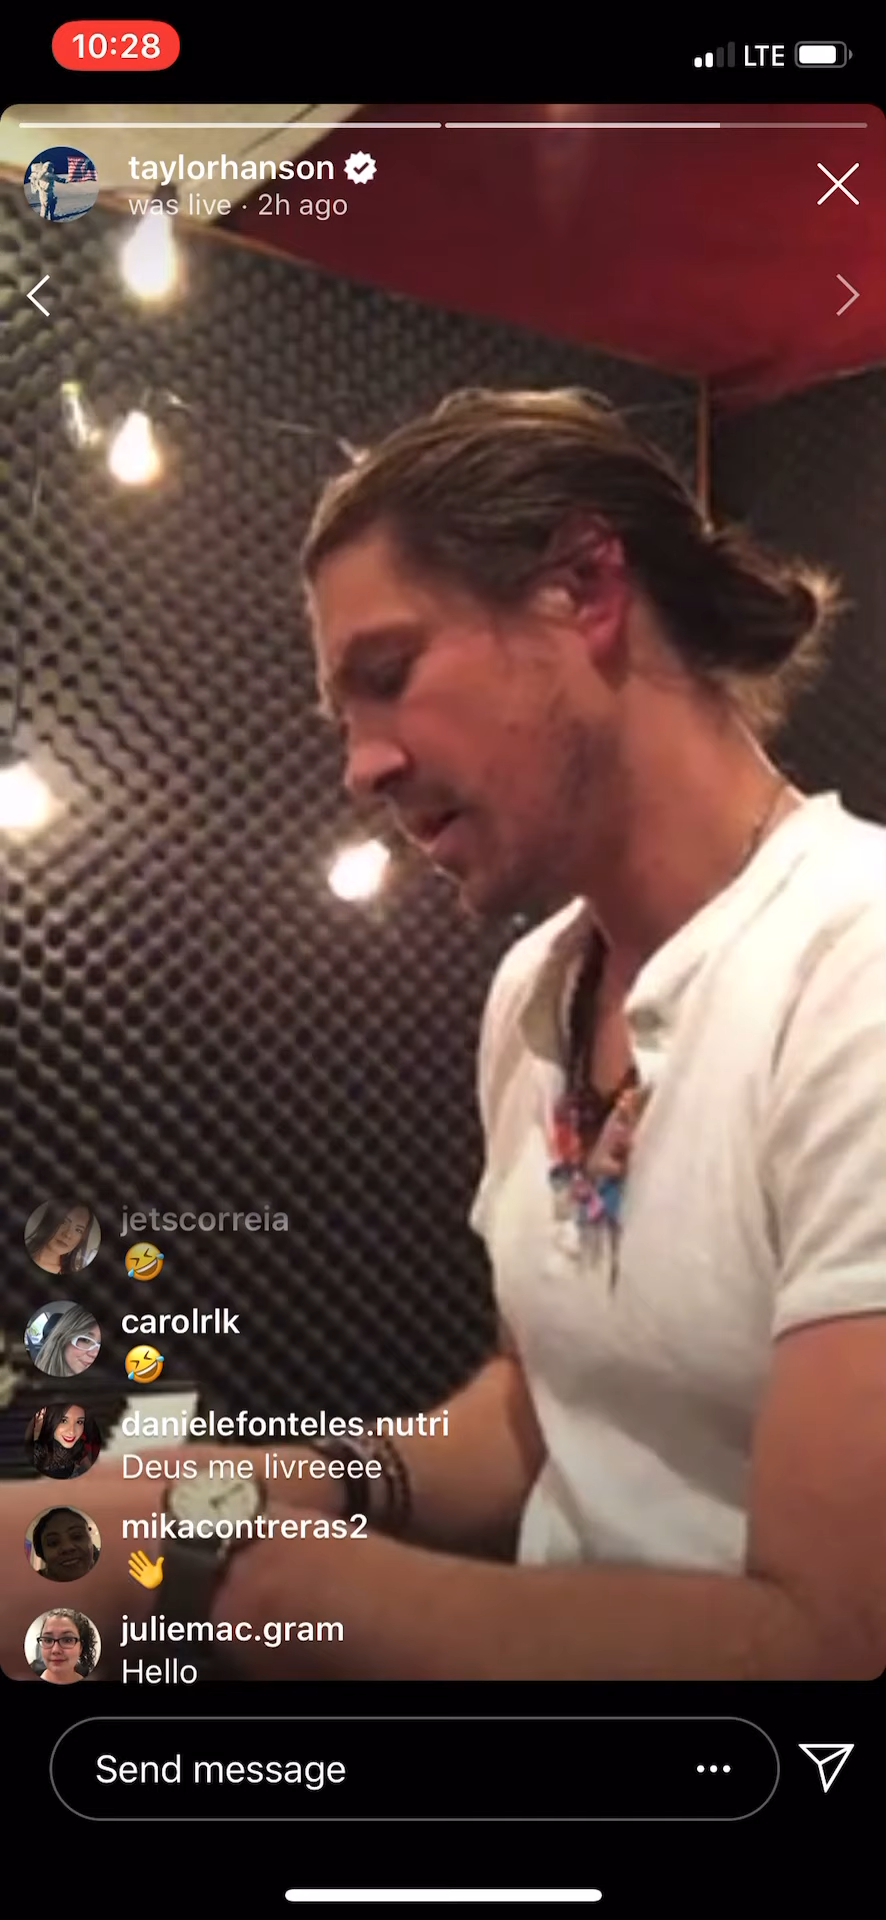 10:28
LTE
taylorhanson
was live · 2h ago
jetscorreia
🤣
carolrlk
🤣
danielefonteles.nutri
Deus me livreeee
mikacontreras2
👋
juliemac.gram
Hello
Send message